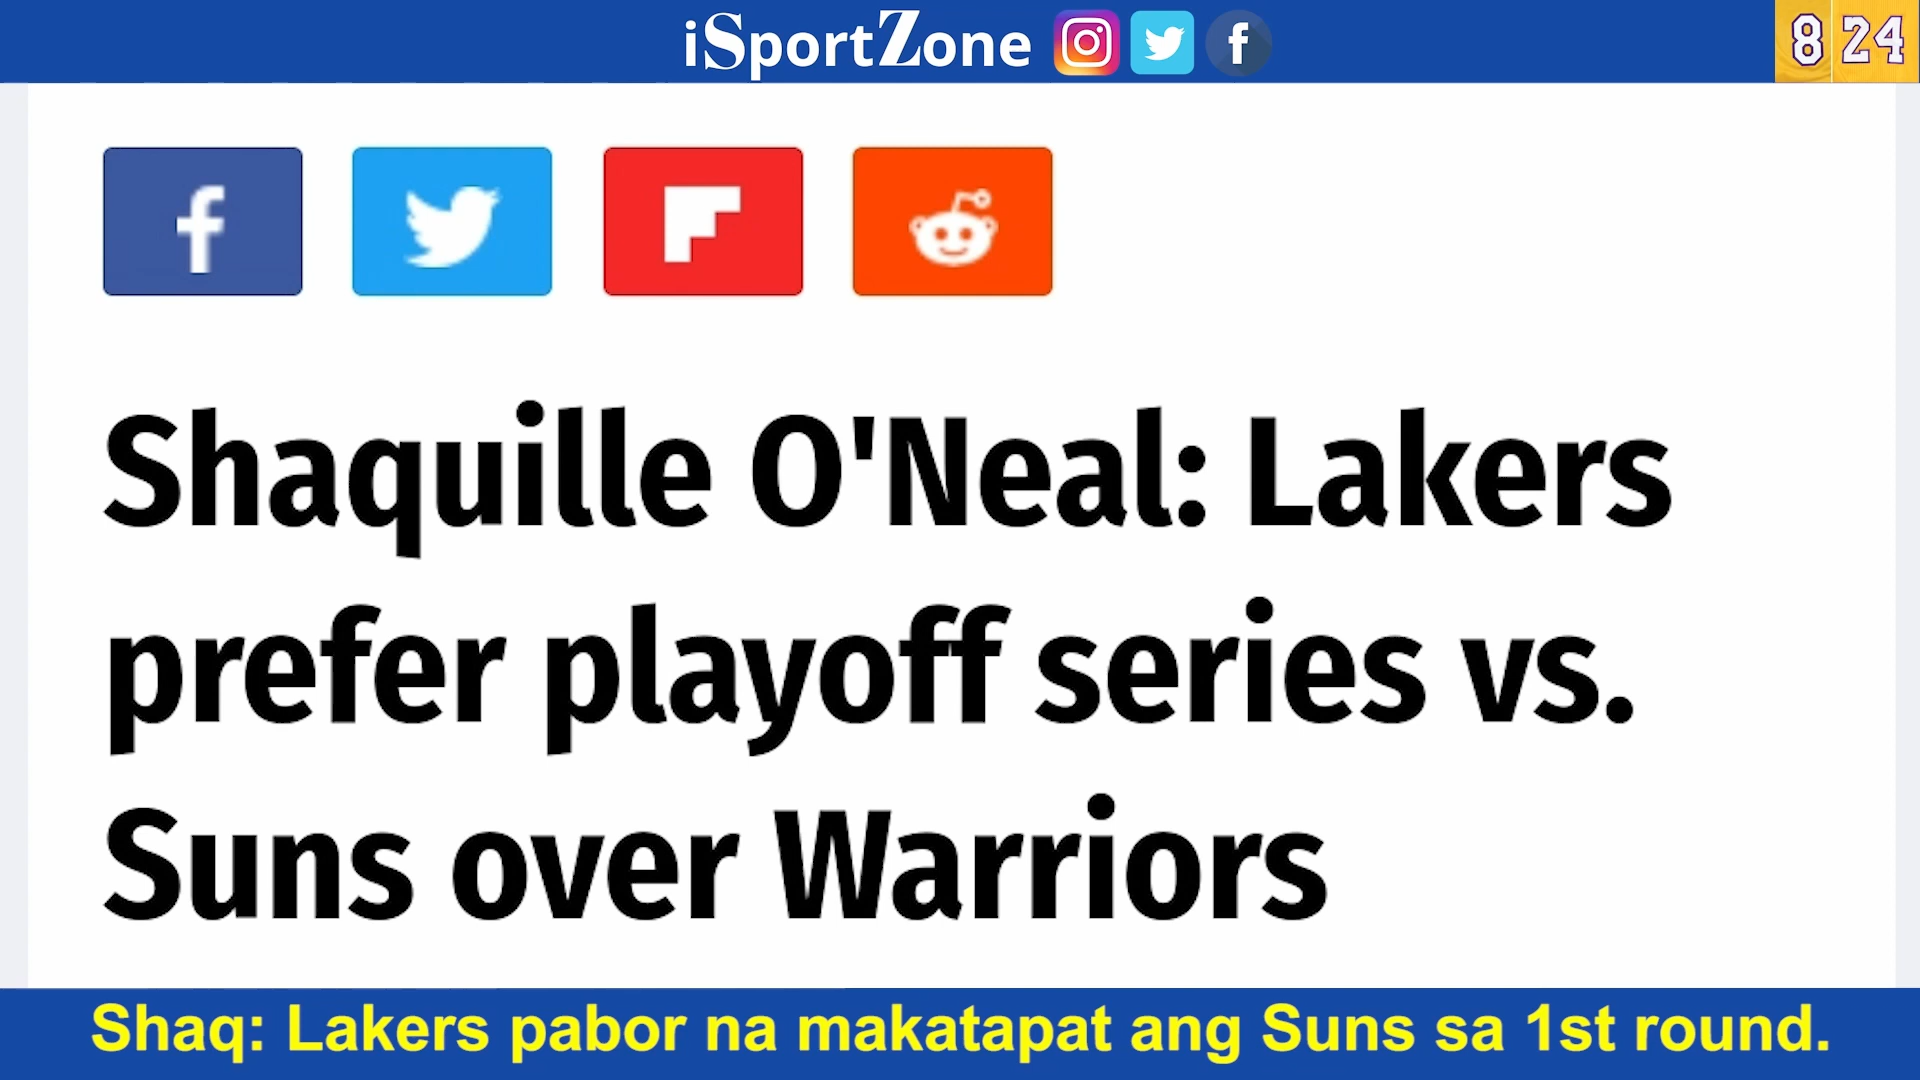 iSportZone
8 24
Shaquille O'Neal: Lakers
prefer playoff series vs.
Suns over Warriors
Shaq: Lakers pabor na makatapat ang Suns sa 1st round.